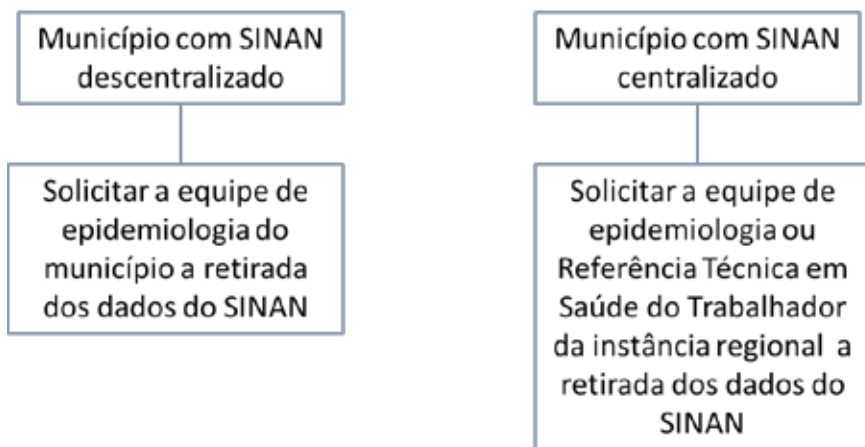 Município com SINAN
descentralizado
Solicitar a equipe de
epidemiologia do
município a retirada
dos dados do SINAN
Município com SINAN
centralizado
Solicitar a equipe de
epidemiologia ou
Referência Técnica em
Saúde do Trabalhador
da instância regional a
retirada dos dados do
SINAN